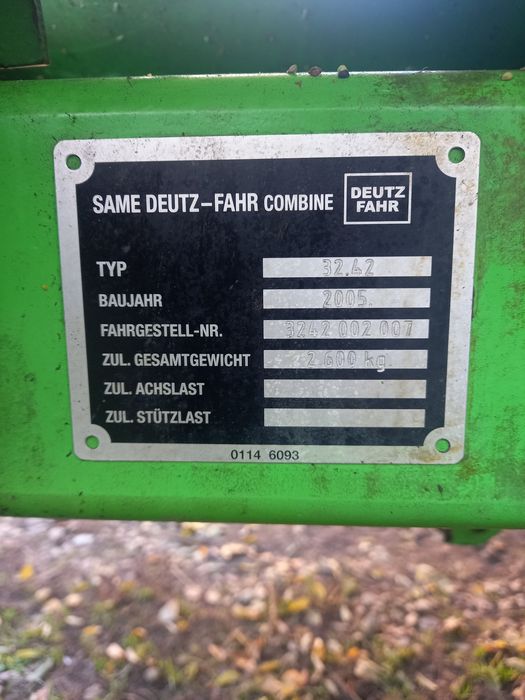 SAME DEUTZ-FAHR COMBINE
DEUTZ
FAHR
TYP 32.42
BAUJAHR 2005.
FAHRGESTELL-NR. 3242 002 007
ZUL. GESAMTGEWICHT 2 600 kg.
ZUL. ACHSLAST
ZUL. STÜTZLAST
0114 6093